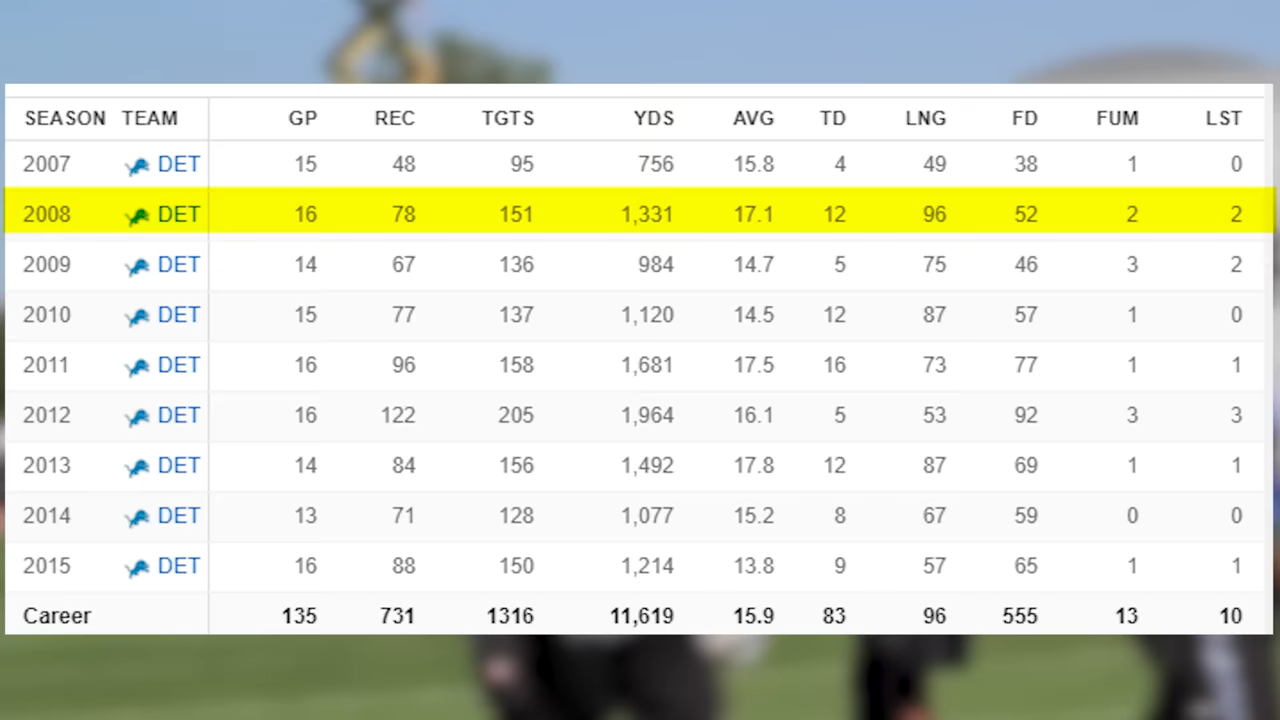 SEASON TEAM GP REC TGTS YDS AVG TD LNG FD FUM LST
2007 DET 15 48 95 756 15.8 4 49 38 1 0
2008 DET 16 78 151 1,331 17.1 12 96 52 2 2
2009 DET 14 67 136 984 14.7 5 75 46 3 2
2010 DET 15 77 137 1,120 14.5 12 87 57 1 0
2011 DET 16 96 158 1,681 17.5 16 73 77 1 1
2012 DET 16 122 205 1,964 16.1 5 53 92 3 3
2013 DET 14 84 156 1,492 17.8 12 87 69 1 1
2014 DET 13 71 128 1,077 15.2 8 67 59 0 0
2015 DET 16 88 150 1,214 13.8 9 57 65 1 1
Career 135 731 1316 11,619 15.9 83 96 555 13 10